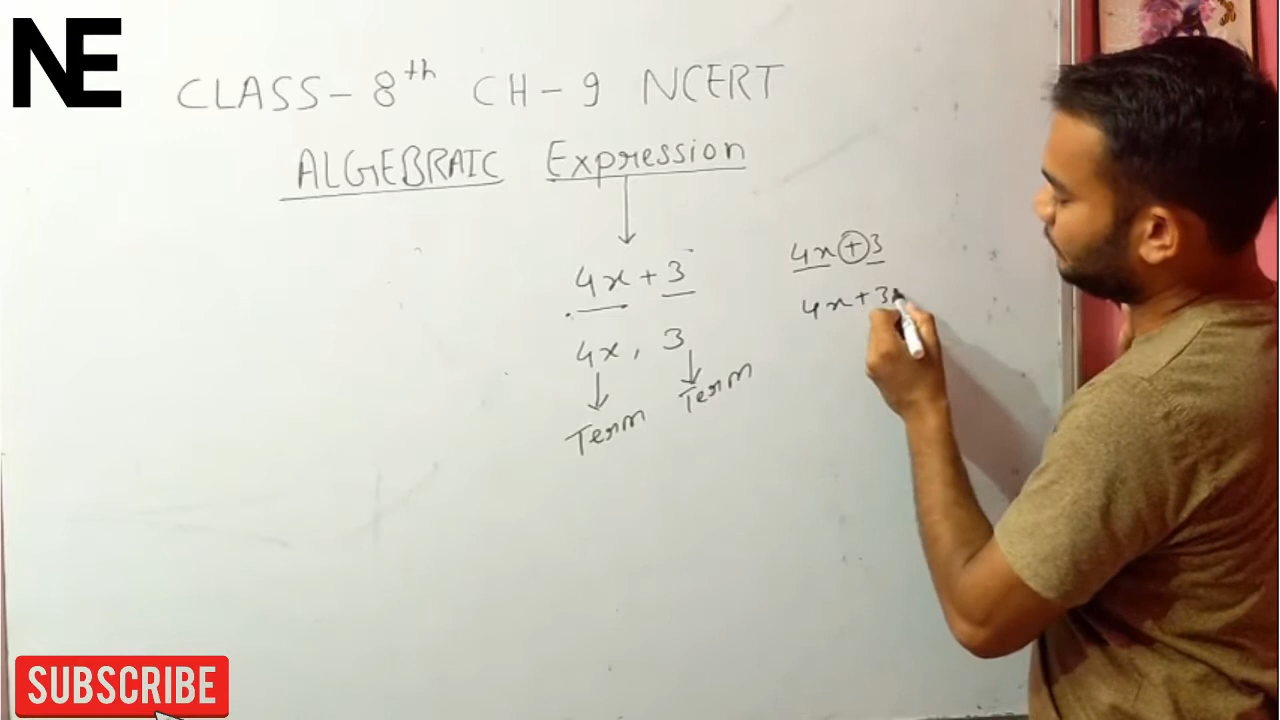 NE
CLASS - 8th CH - 9 NCERT
ALGEBRAIC Expression
4x + 3
4x , 3
Term Term
4x + 3
4x + 3
SUBSCRIBE